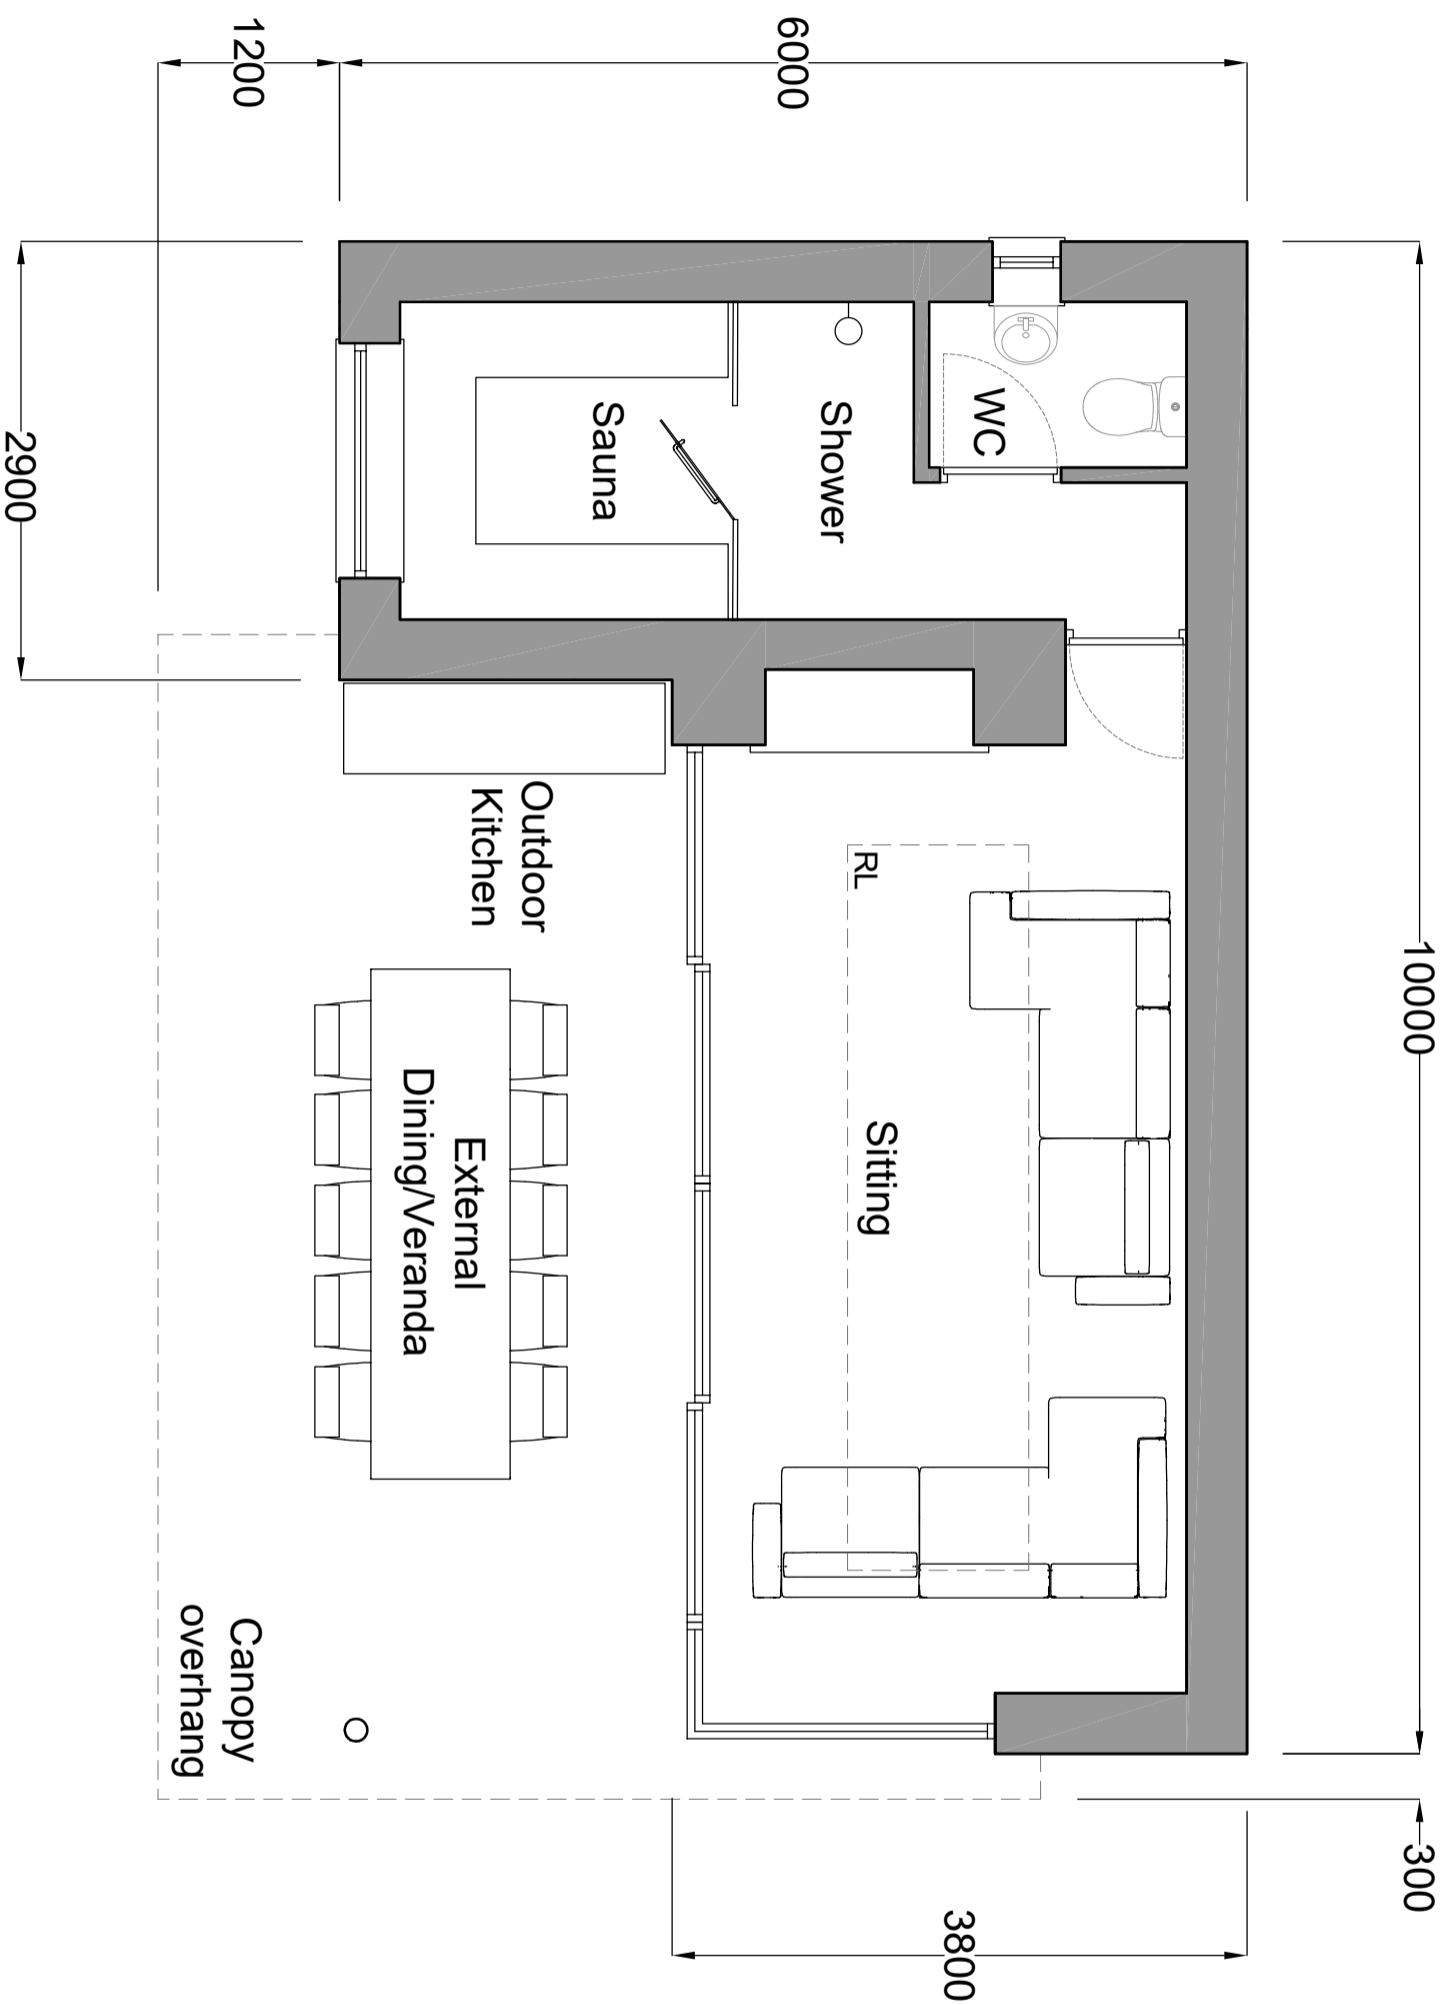 10000
300
6000
1200
3800
2900
WC
Shower
Sauna
RL
Sitting
Outdoor
Kitchen
External
Dining/Veranda
Canopy
overhang